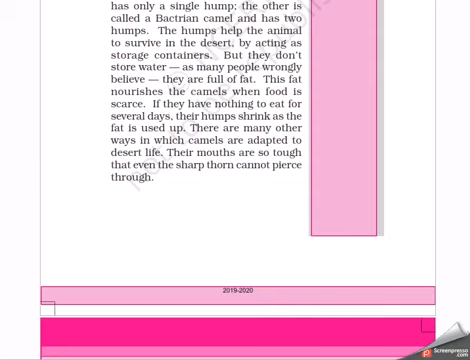 has only a single hump; the other is
called a Bactrian camel and has two
humps. The humps help the animal
to survive in the desert, by acting as
storage containers. But they don't
store water — as many people wrongly
believe — they are full of fat. This fat
nourishes the camels when food is
scarce. If they have nothing to eat for
several days, their humps shrink as
the fat is used up. There are many other
ways in which camels are adapted to
desert life. Their mouths are so tough
that even the sharp thorn cannot pierce
through.
2019-2020
Screenpresso
.com